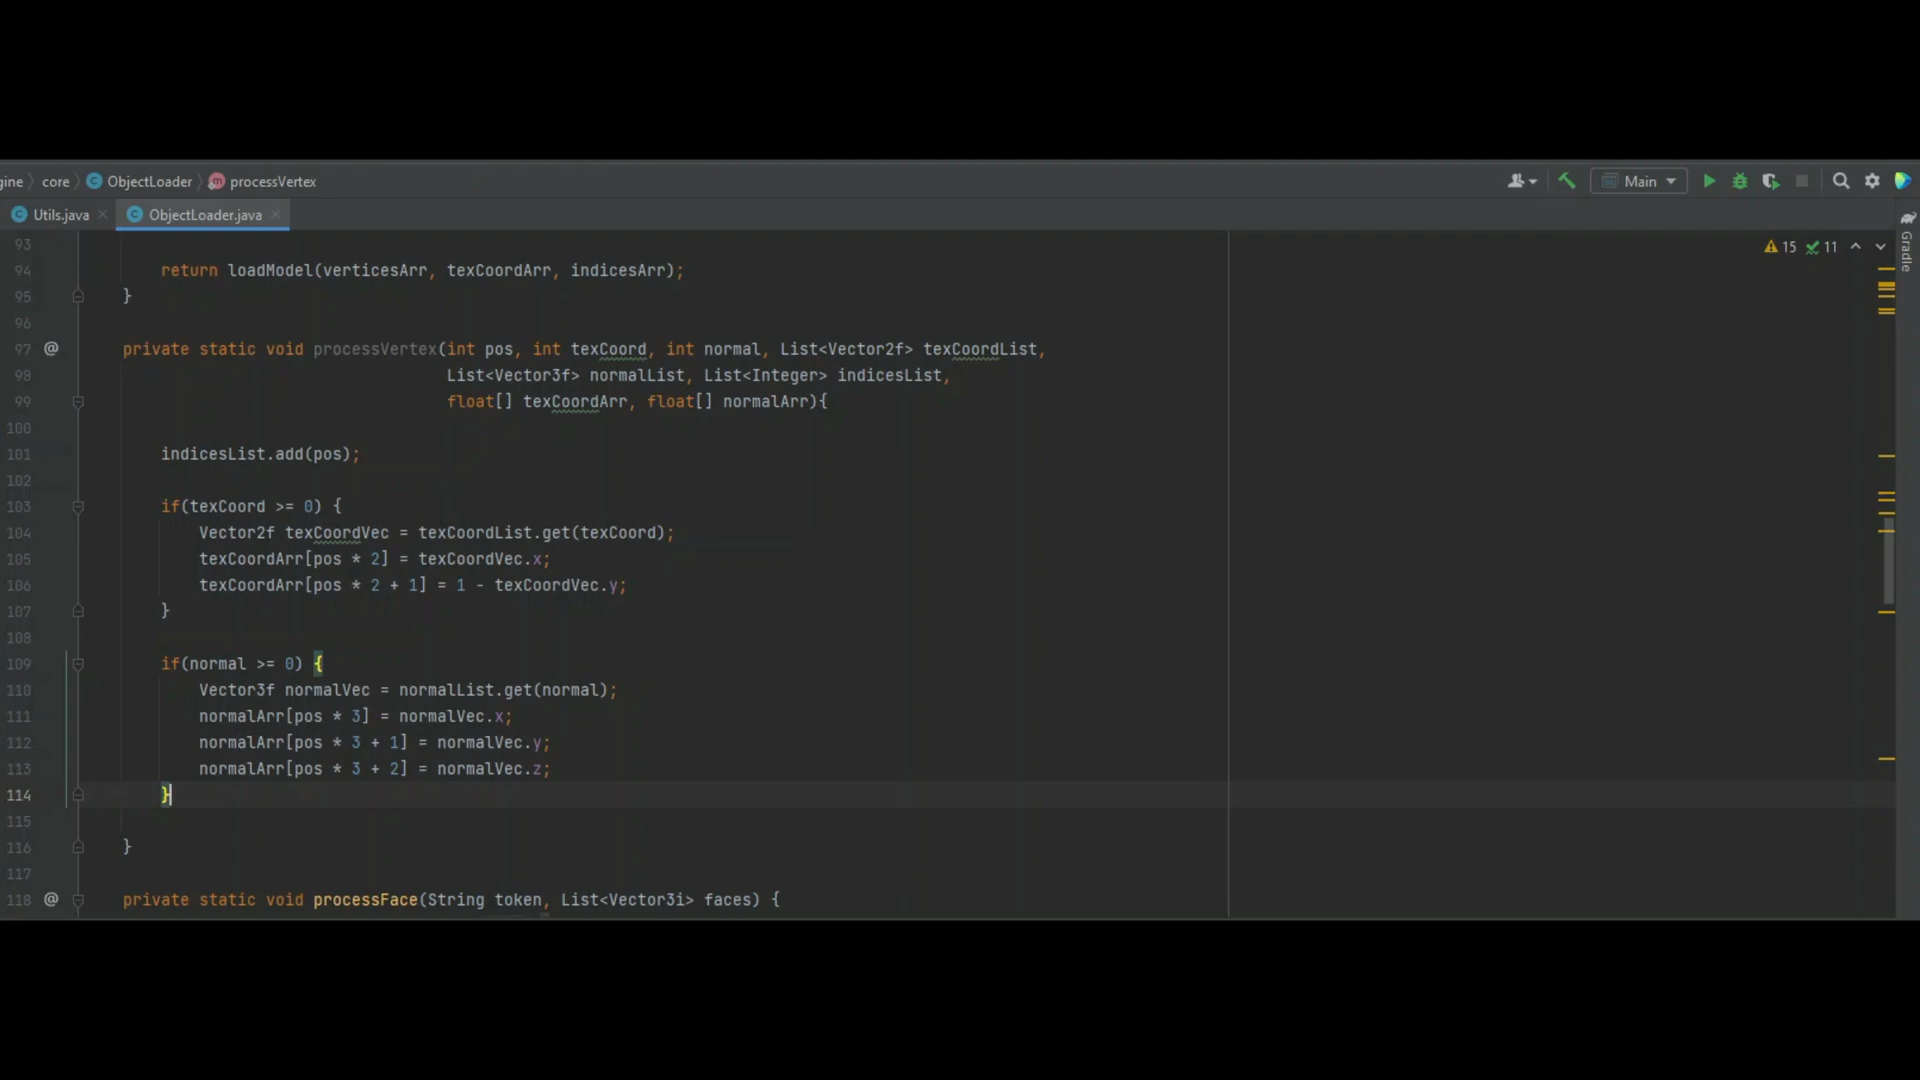 gine core ObjectLoader processVertex Main
Utils.java ObjectLoader.java
93 15 11
94 return loadModel(verticesArr, texCoordArr, indicesArr);
95 }
96
97 @ private static void processVertex(int pos, int texCoord, int normal, List<Vector2f> texCoordList,
98 List<Vector3f> normalList, List<Integer> indicesList,
99 float[] texCoordArr, float[] normalArr){
100
101 indicesList.add(pos);
102
103 if(texCoord >= 0) {
104 Vector2f texCoordVec = texCoordList.get(texCoord);
105 texCoordArr[pos * 2] = texCoordVec.x;
106 texCoordArr[pos * 2 + 1] = 1 - texCoordVec.y;
107 }
108
109 if(normal >= 0) {
110 Vector3f normalVec = normalList.get(normal);
111 normalArr[pos * 3] = normalVec.x;
112 normalArr[pos * 3 + 1] = normalVec.y;
113 normalArr[pos * 3 + 2] = normalVec.z;
114 }
115
116 }
117
118 @ private static void processFace(String token, List<Vector3i> faces) {
Gradle